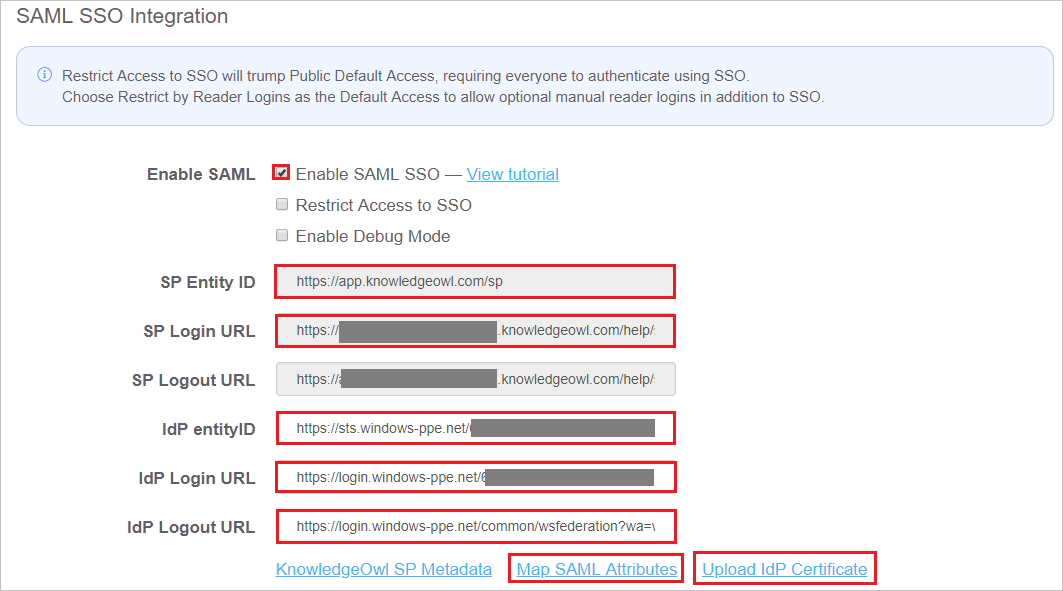 SAML SSO Integration
Restrict Access to SSO will trump Public Default Access, requiring everyone to authenticate using SSO.
Choose Restrict by Reader Logins as the Default Access to allow optional manual reader logins in addition to SSO.
Enable SAML Enable SAML SSO — View tutorial
Restrict Access to SSO
Enable Debug Mode
SP Entity ID https://app.knowledgeowl.com/sp
SP Login URL https:// .knowledgeowl.com/help/
SP Logout URL https:// .knowledgeowl.com/help/
IdP entityID https://sts.windows-ppe.net/
IdP Login URL https://login.windows-ppe.net/6
IdP Logout URL https://login.windows-ppe.net/common/wsfederation?wa=
KnowledgeOwl SP Metadata Map SAML Attributes Upload IdP Certificate